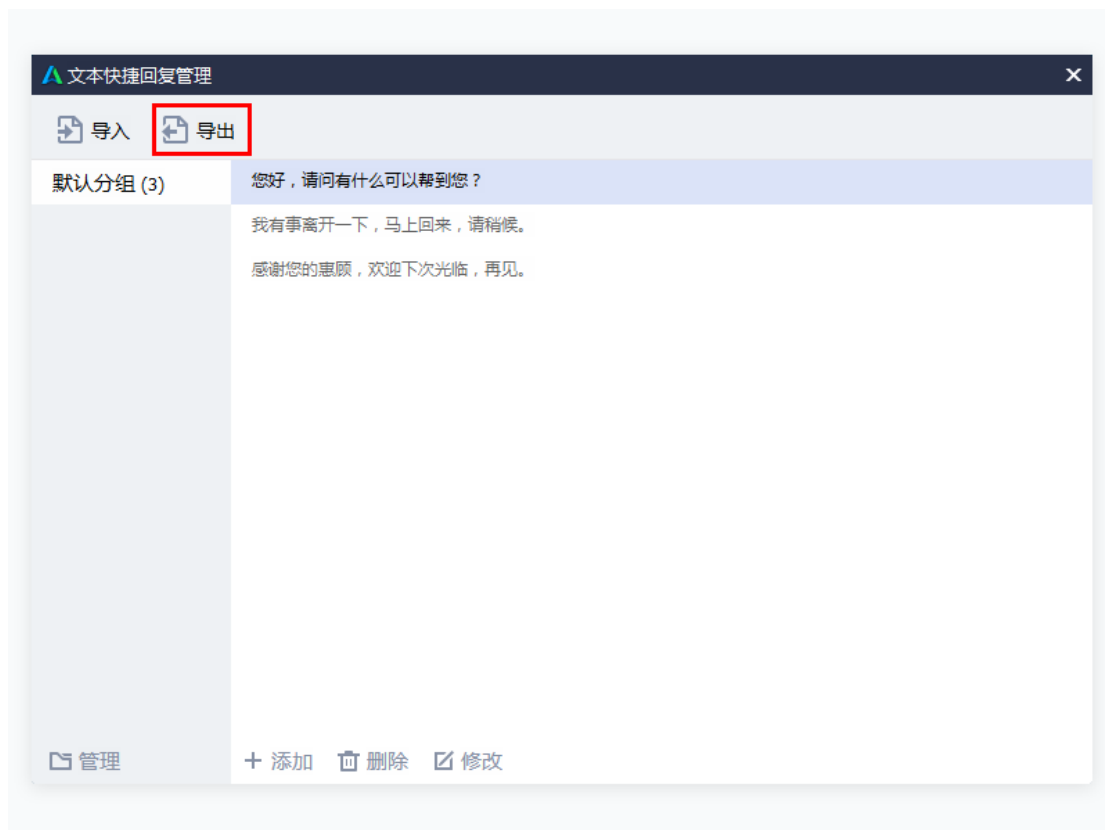 文本快捷回复管理
导入 导出
默认分组 (3)
您好，请问有什么可以帮到您？
我有事离开一下，马上回来，请稍候。
感谢您的惠顾，欢迎下次光临，再见。
管理 添加 删除 修改